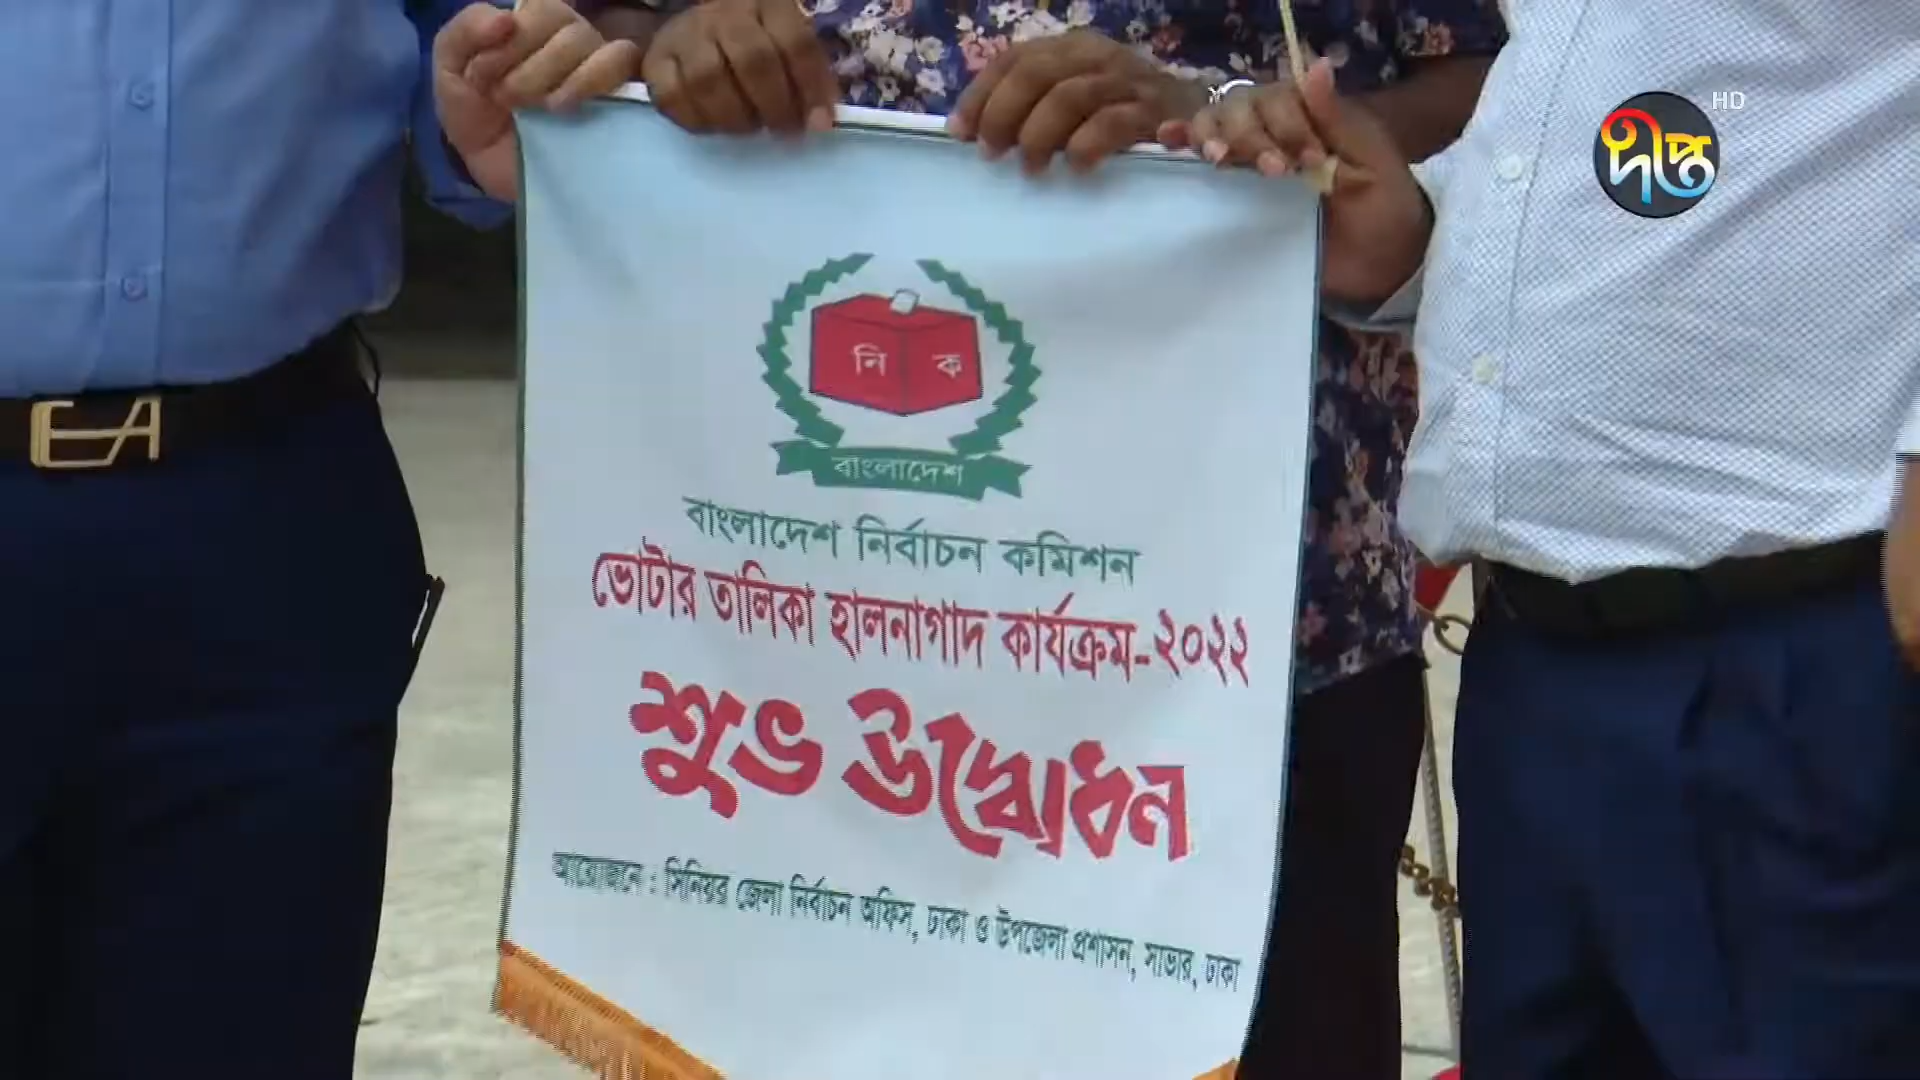 HD
দীপ্ত
নি ক
বাংলাদেশ
বাংলাদেশ নির্বাচন কমিশন
ভোটার তালিকা হালনাগাদ কার্যক্রম-২০২২
শুভ উদ্বোধন
আয়োজনে : সিনিয়র জেলা নির্বাচন অফিস, ঢাকা ও উপজেলা প্রশাসন, সাভার, ঢাকা